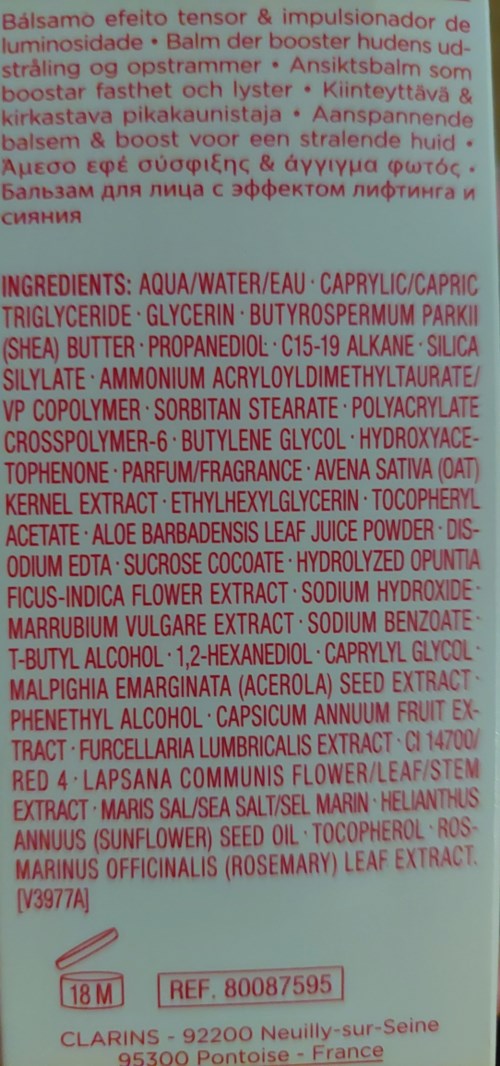 Bálsamo efeito tensor & impulsionador de
luminosidade • Balm der booster hudens ud-
stråling og opstrammer • Ansiktsbalm som
boostar fasthet och lyster • Kiinteyttävä &
kirkastava pikakaunistaja • Aanspannende
balsem & boost voor een stralende huid •
Άμεσο εφέ σύσφιξης & άγγιγμα φωτός •
Бальзам для лица с эффектом лифтинга и
сияния
INGREDIENTS: AQUA/WATER/EAU · CAPRYLIC/CAPRIC
TRIGLYCERIDE · GLYCERIN · BUTYROSPERMUM PARKII
(SHEA) BUTTER · PROPANEDIOL · C15-19 ALKANE · SILICA
SILYLATE · AMMONIUM ACRYLOYLDIMETHYLTAURATE/
VP COPOLYMER · SORBITAN STEARATE · POLYACRYLATE
CROSSPOLYMER-6 · BUTYLENE GLYCOL · HYDROXYACE-
TOPHENONE · PARFUM/FRAGRANCE · AVENA SATIVA (OAT)
KERNEL EXTRACT · ETHYLHEXYLGLYCERIN · TOCOPHERYL
ACETATE · ALOE BARBADENSIS LEAF JUICE POWDER · DIS-
ODIUM EDTA · SUCROSE COCOATE · HYDROLYZED OPUNTIA
FICUS-INDICA FLOWER EXTRACT · SODIUM HYDROXIDE ·
MARRUBIUM VULGARE EXTRACT · SODIUM BENZOATE ·
T-BUTYL ALCOHOL · 1,2-HEXANEDIOL · CAPRYLYL GLYCOL ·
MALPIGHIA EMARGINATA (ACEROLA) SEED EXTRACT ·
PHENETHYL ALCOHOL · CAPSICUM ANNUUM FRUIT EX-
TRACT · FURCELLARIA LUMBRICALIS EXTRACT · CI 14700/
RED 4 · LAPSANA COMMUNIS FLOWER/LEAF/STEM
EXTRACT · MARIS SAL/SEA SALT/SEL MARIN · HELIANTHUS
ANNUUS (SUNFLOWER) SEED OIL · TOCOPHEROL · ROS-
MARINUS OFFICINALIS (ROSEMARY) LEAF EXTRACT.
[V3977A]
18 M
REF. 80087595
CLARINS - 92200 Neuilly-sur-Seine
95300 Pontoise - France